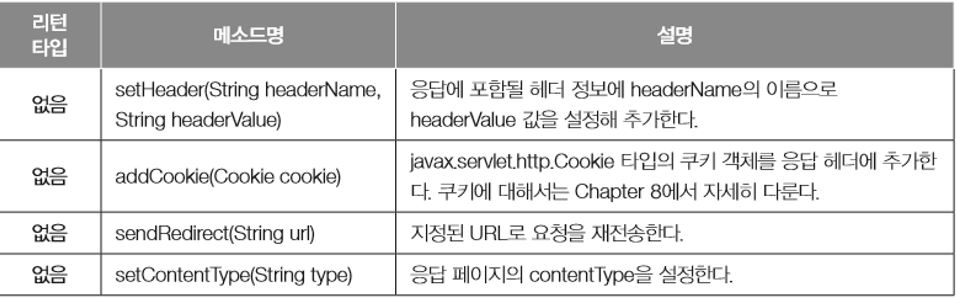 리턴
타입
메소드명
설명
없음
setHeader(String headerName,
String headerValue)
응답에 포함될 헤더 정보에 headerName의 이름으로
headerValue 값을 설정해 추가한다.
없음
addCookie(Cookie cookie)
javax.servlet.http.Cookie 타입의 쿠키 객체를 응답 헤더에 추가한
다. 쿠키에 대해서는 Chapter 8에서 자세히 다룬다.
없음
sendRedirect(String url)
지정된 URL로 요청을 재전송한다.
없음
setContentType(String type)
응답 페이지의 contentType을 설정한다.